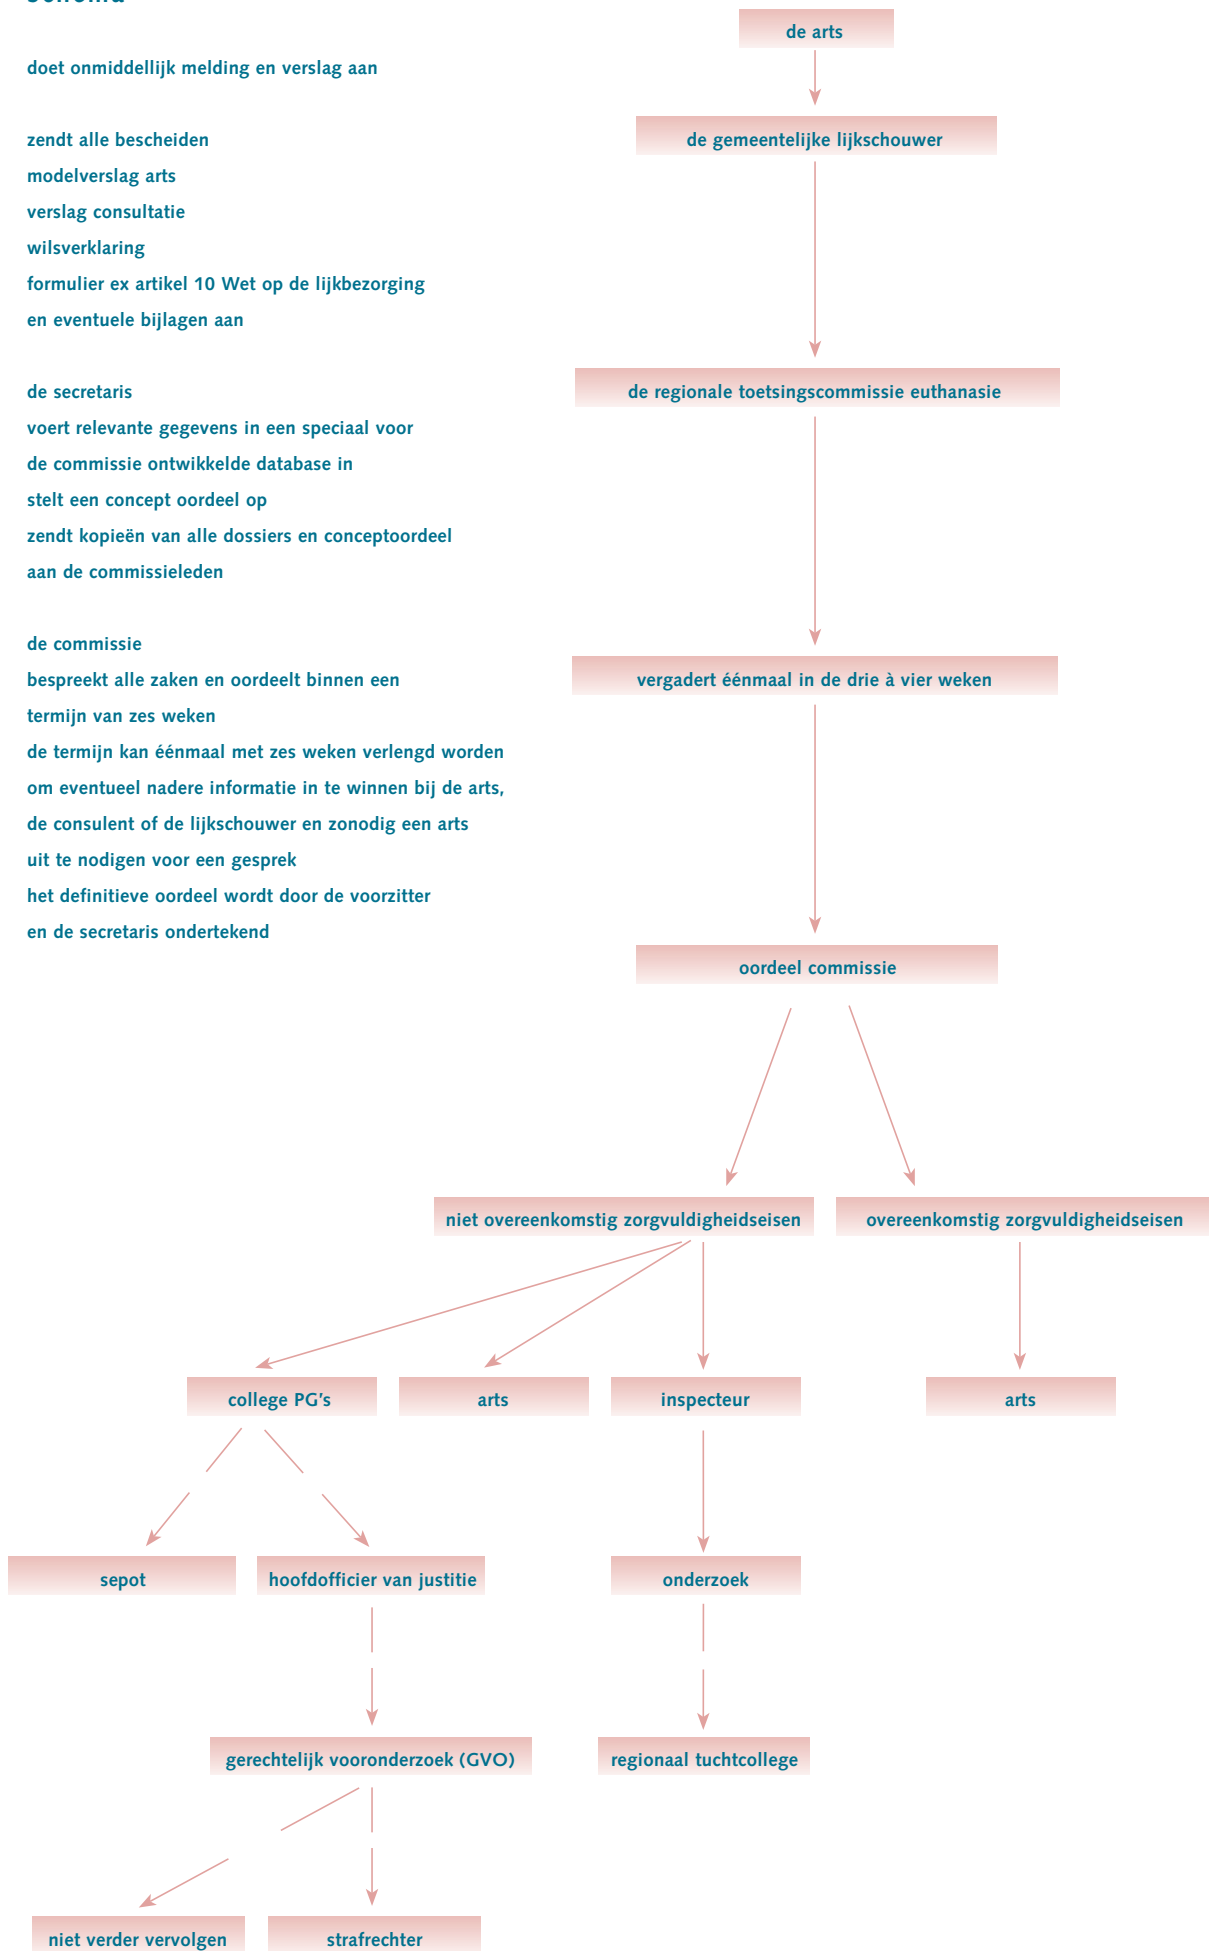 de arts
doet onmiddellijk melding en verslag aan
zendt alle bescheiden
de gemeentelijke lijkschouwer
modelverslag arts
verslag consultatie
wilsverklaring
formulier ex artikel 10 Wet op de lijkbezorging
en eventuele bijlagen aan
de secretaris
de regionale toetsingscommissie euthanasie
voert relevante gegevens in een speciaal voor
de commissie ontwikkelde database in
stelt een concept oordeel op
zendt kopieën van alle dossiers en conceptoordeel
aan de commissieleden
de commissie
bespreekt alle zaken en oordeelt binnen een
vergadert éénmaal in de drie à vier weken
termijn van zes weken
de termijn kan éénmaal met zes weken verlengd worden
om eventueel nadere informatie in te winnen bij de arts,
de consulent of de lijkschouwer en zonodig een arts
uit te nodigen voor een gesprek
het definitieve oordeel wordt door de voorzitter
en de secretaris ondertekend
oordeel commissie
niet overeenkomstig zorgvuldigheidseisen
overeenkomstig zorgvuldigheidseisen
college PG's
arts
inspecteur
arts
sepot
hoofdofficier van justitie
onderzoek
gerechtelijk vooronderzoek (GVO)
regionaal tuchtcollege
niet verder vervolgen
strafrechter